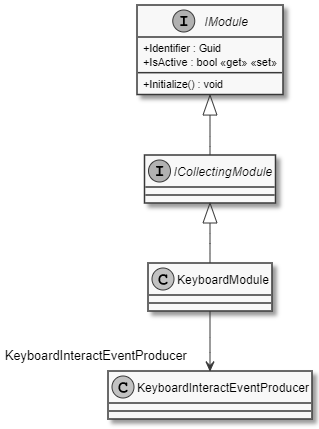 I IModule
+Identifier : Guid
+IsActive : bool «get» «set»
+Initialize() : void
I ICollectingModule
C KeyboardModule
KeyboardInteractEventProducer
C KeyboardInteractEventProducer